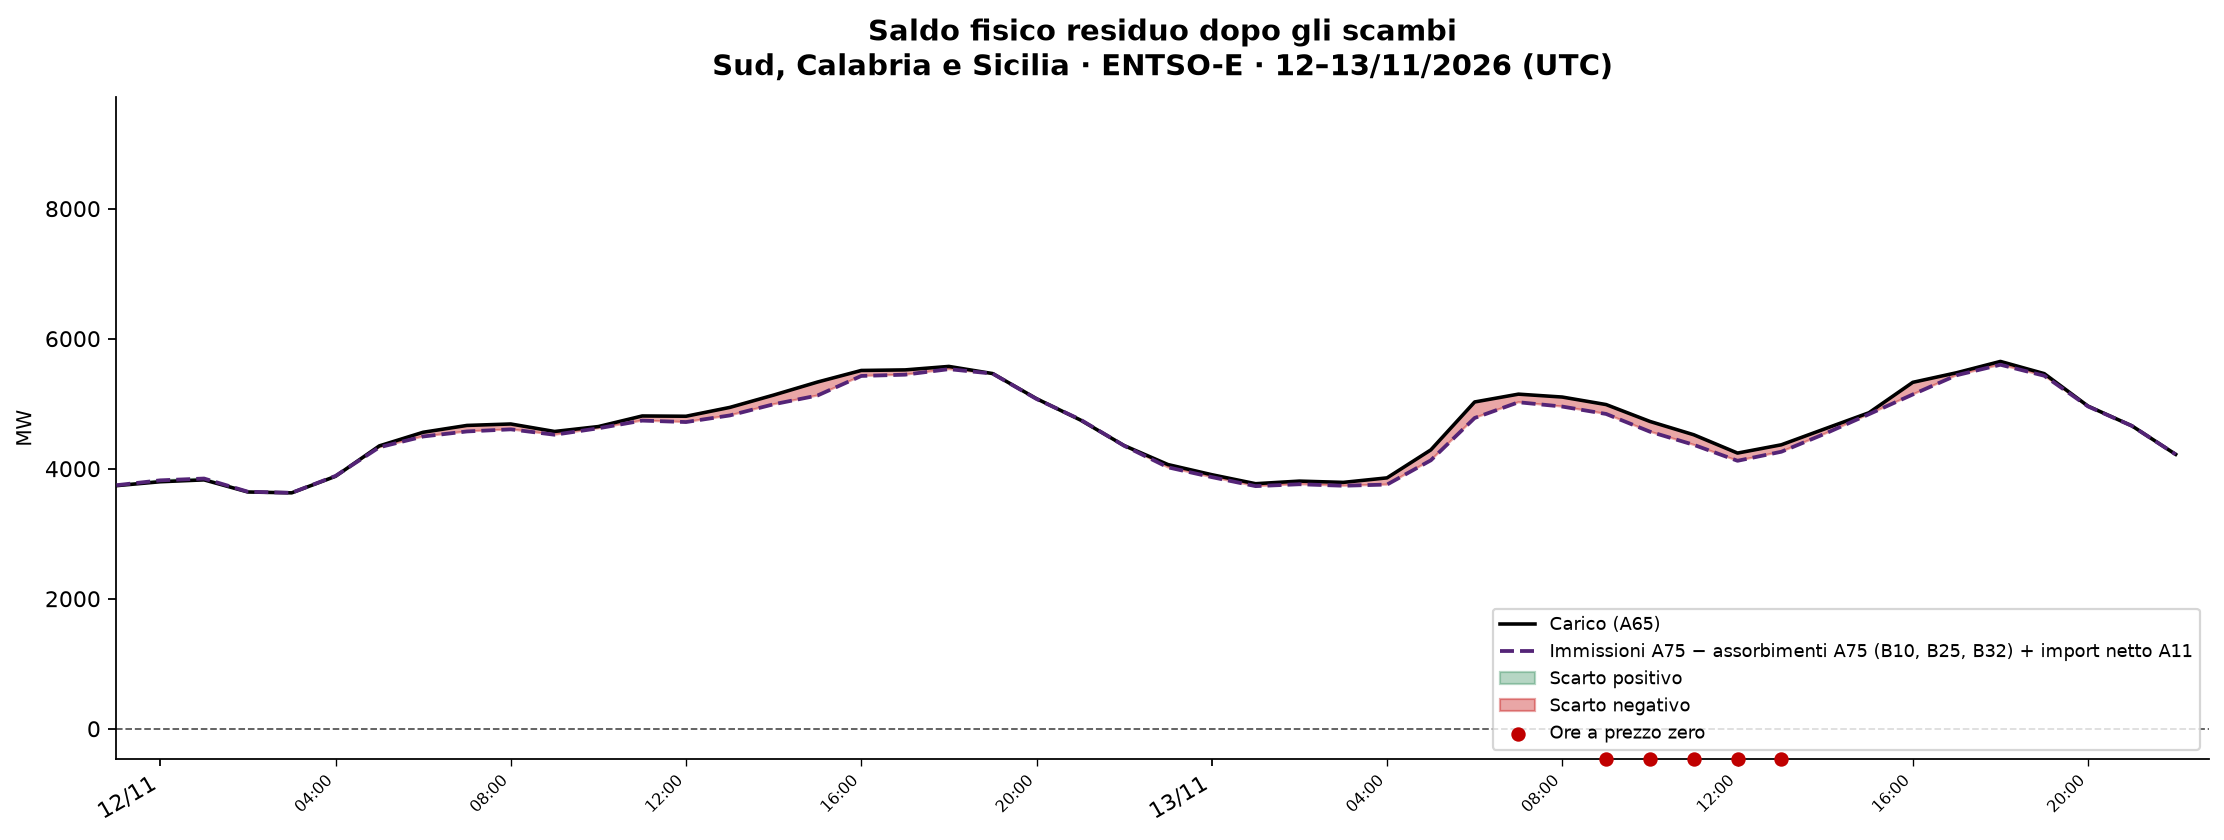 Saldo fisico residuo dopo gli scambi
Sud, Calabria e Sicilia · ENTSO-E · 12–13/11/2026 (UTC)
MW
8000
6000
4000
2000
0
Carico (A65)
Immissioni A75 − assorbimenti A75 (B10, B25, B32) + import netto A11
Scarto positivo
Scarto negativo
Ore a prezzo zero
12/11
04:00
08:00
12:00
16:00
20:00
13/11
04:00
08:00
12:00
16:00
20:00